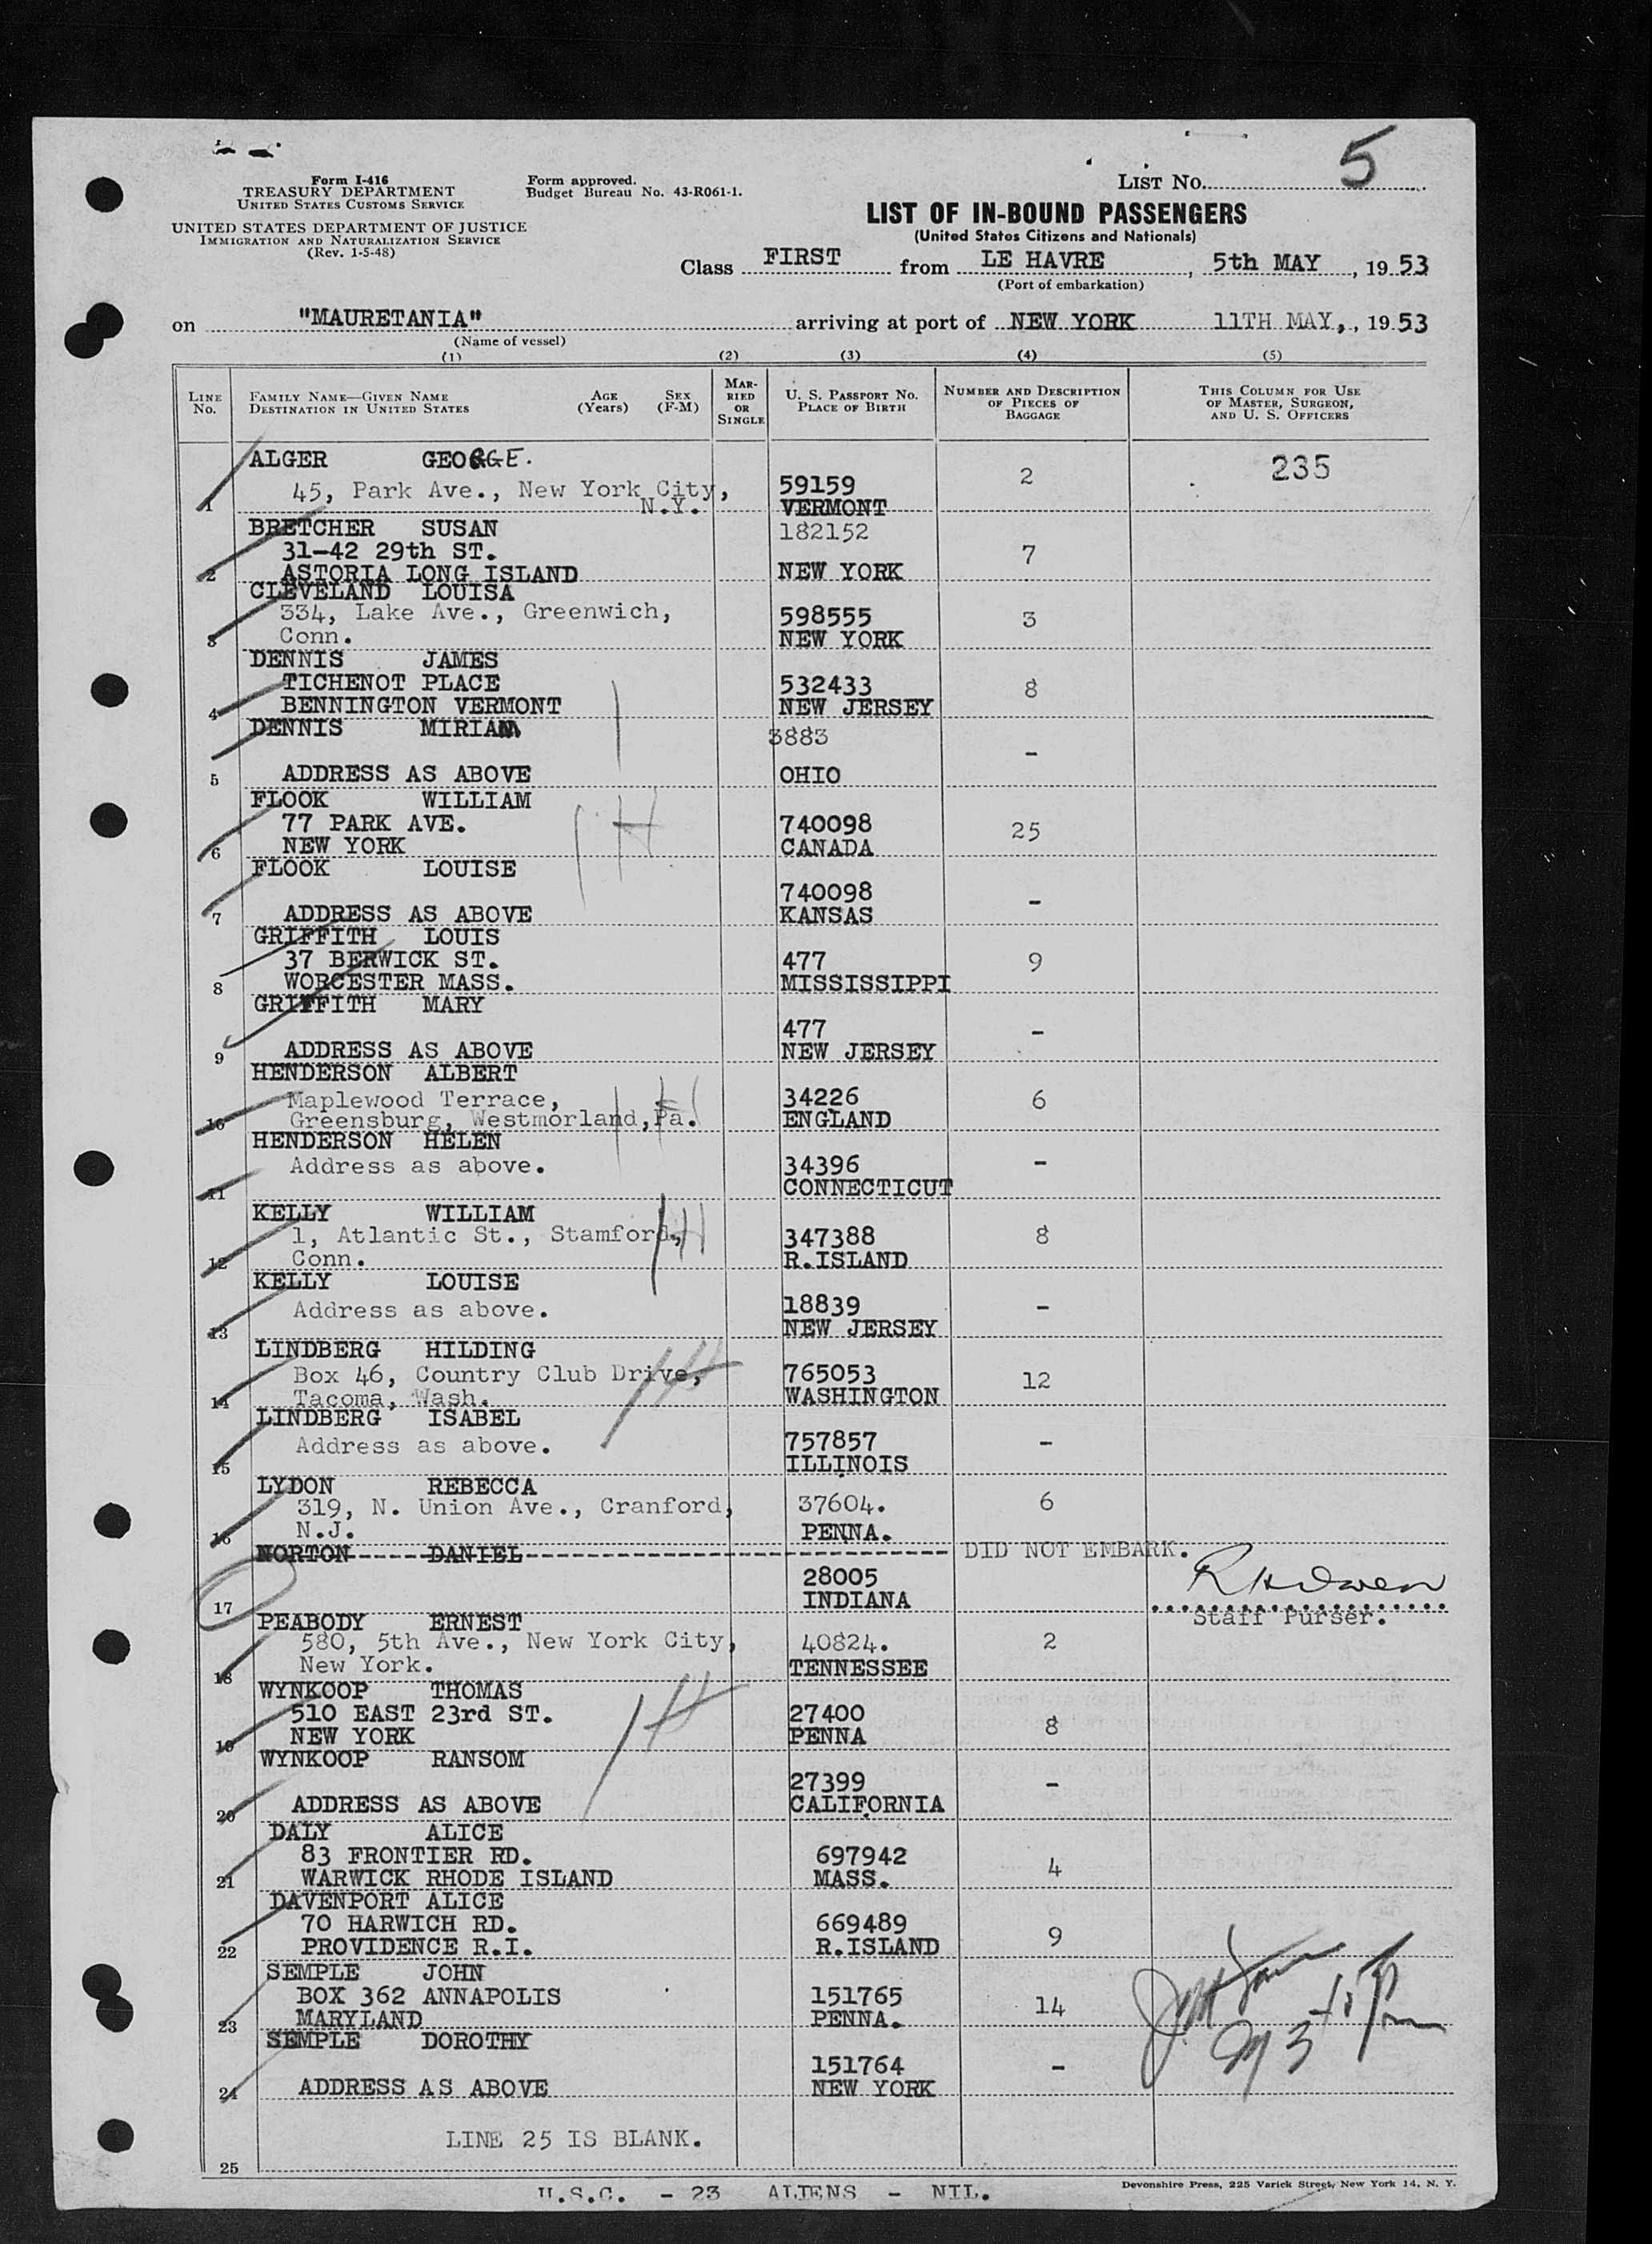 5
Form I-416
TREASURY DEPARTMENT
UNITED STATES CUSTOMS SERVICE
UNITED STATES DEPARTMENT OF JUSTICE
IMMIGRATION AND NATURALIZATION SERVICE
(Rev. 1-5-48)
Form approved.
Budget Bureau No. 43-R061-1.
LIST No.
LIST OF IN-BOUND PASSENGERS
(United States Citizens and Nationals)
Class FIRST from LE HAVRE, 5th MAY, 1953
(Port of embarkation)
on "MAURETANIA" arriving at port of NEW YORK 11TH MAY,, 1953
(Name of vessel)
(1) (2) (3) (4) (5)
LINE No. FAMILY NAME—GIVEN NAME DESTINATION IN UNITED STATES AGE (Years) SEX (F-M) MARRIED OR SINGLE U. S. PASSPORT No. PLACE OF BIRTH NUMBER AND DESCRIPTION OF PIECES OF BAGGAGE THIS COLUMN FOR USE OF MASTER, SURGEON, AND U. S. OFFICERS
ALGER GEORGE. 235
45, Park Ave., New York City, 59159 2
1 N.Y. VERMONT
BRETCHER SUSAN 182152
31-42 29th ST. 7
2 ASTORIA LONG ISLAND NEW YORK
CLEVELAND LOUISA
334, Lake Ave., Greenwich, 598555 3
3 Conn. NEW YORK
DENNIS JAMES
TICHENOT PLACE 532433 8
4 BENNINGTON VERMONT NEW JERSEY
DENNIS MIRIAM 3883
-
5 ADDRESS AS ABOVE OHIO
FLOOK WILLIAM
77 PARK AVE. 740098 25
6 NEW YORK CANADA
FLOOK LOUISE
740098 -
7 ADDRESS AS ABOVE KANSAS
GRIFFITH LOUIS
37 BERWICK ST. 477 9
8 WORCESTER MASS. MISSISSIPPI
GRIFFITH MARY
477 -
9 ADDRESS AS ABOVE NEW JERSEY
HENDERSON ALBERT
Maplewood Terrace, 34226 6
10 Greensburg, Westmorland, Pa. ENGLAND
HENDERSON HELEN
Address as above. 34396 -
11 CONNECTICUT
KELLY WILLIAM
1, Atlantic St., Stamford, 347388 8
12 Conn. R.ISLAND
KELLY LOUISE
Address as above. 18839 -
13 NEW JERSEY
LINDBERG HILDING
Box 46, Country Club Drive, 765053 12
14 Tacoma, Wash. WASHINGTON
LINDBERG ISABEL
Address as above. 757857 -
15 ILLINOIS
LYDON REBECCA
319, N. Union Ave., Cranford, 37604. 6
16 N.J. PENNA.
NORTON DANIEL DID NOT EMBARK.
28005
17 INDIANA
Staff Purser.
PEABODY ERNEST
580, 5th Ave., New York City, 40824. 2
18 New York. TENNESSEE
WYNKOOP THOMAS
510 EAST 23rd ST. 27400 8
19 NEW YORK PENNA
WYNKOOP RANSOM
27399 -
20 ADDRESS AS ABOVE CALIFORNIA
DALY ALICE
83 FRONTIER RD. 697942 4
21 WARWICK RHODE ISLAND MASS.
DAVENPORT ALICE
70 HARWICH RD. 669489 9
22 PROVIDENCE R.I. R.ISLAND
SEMPLE JOHN
BOX 362 ANNAPOLIS 151765 14
23 MARYLAND PENNA.
SEMPLE DOROTHY
151764 -
24 ADDRESS AS ABOVE NEW YORK
LINE 25 IS BLANK.
25
Devonshire Press, 225 Varick Street, New York 14, N. Y.
U.S.C. - 23 ALIENS - NIL.